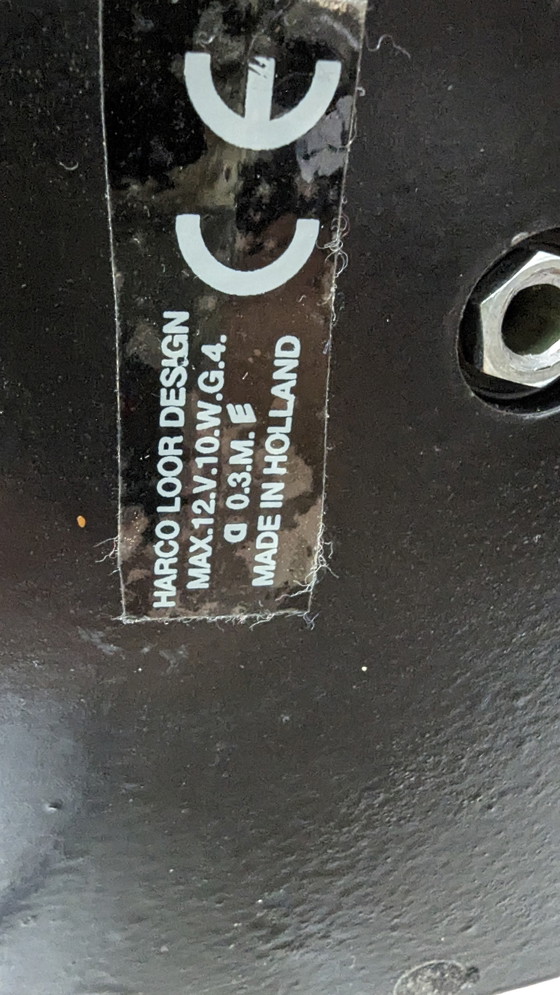 HARCO LOOR DESIGN
MAX.12.V.10.W.G.4.
0.3.M.
MADE IN HOLLAND
CE